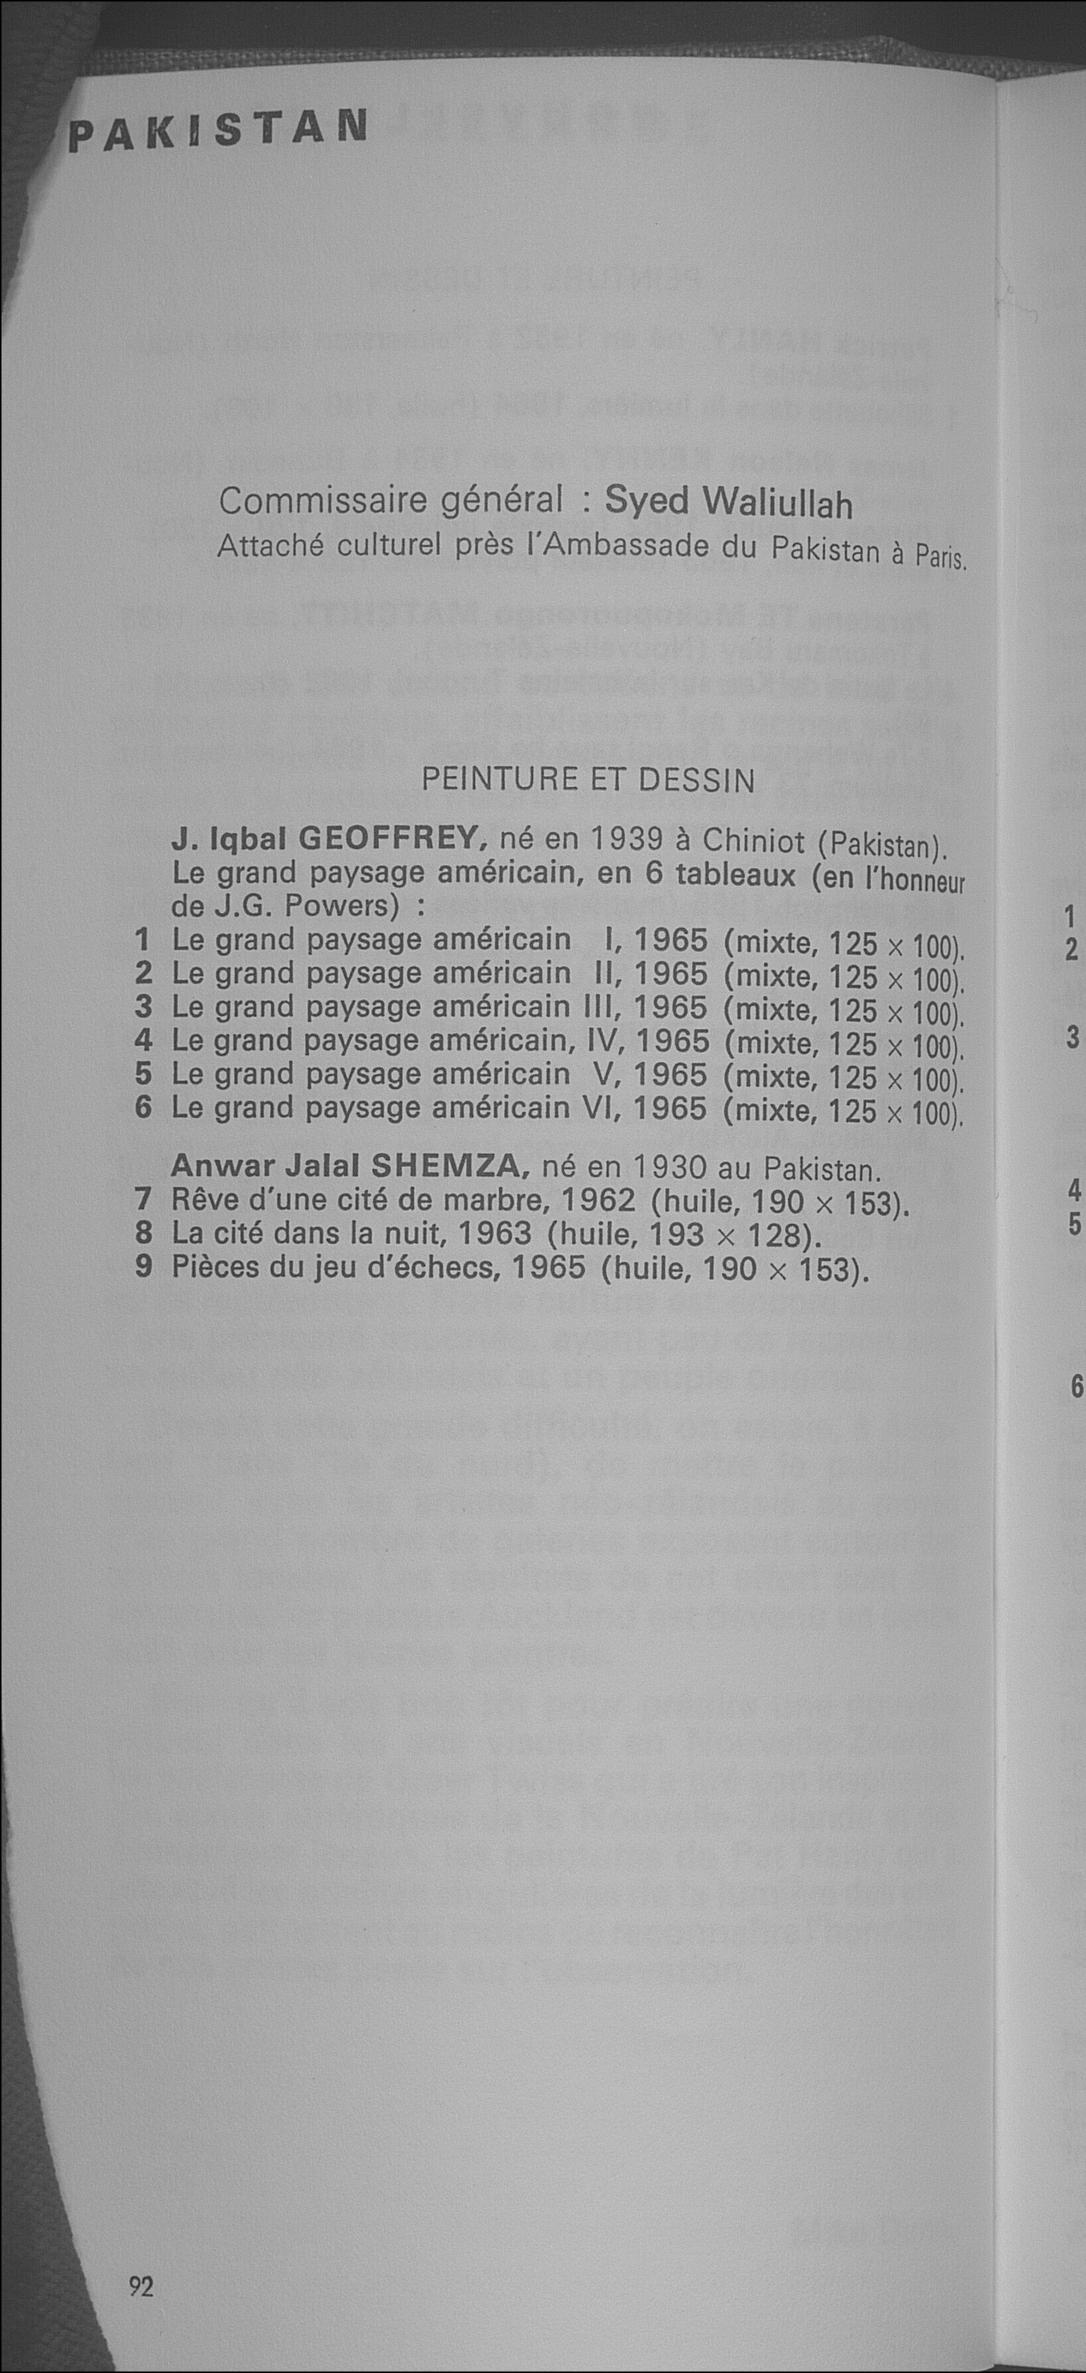 PAKISTAN
Commissaire général : Syed Waliullah
Attaché culturel près l'Ambassade du Pakistan à Paris.
PEINTURE ET DESSIN
J. Iqbal GEOFFREY, né en 1939 à Chiniot (Pakistan).
Le grand paysage américain, en 6 tableaux (en l'honneur
de J.G. Powers) :
1 Le grand paysage américain I, 1965 (mixte, 125 × 100).
2 Le grand paysage américain II, 1965 (mixte, 125 × 100).
3 Le grand paysage américain III, 1965 (mixte, 125 × 100).
4 Le grand paysage américain, IV, 1965 (mixte, 125 × 100).
5 Le grand paysage américain V, 1965 (mixte, 125 × 100).
6 Le grand paysage américain VI, 1965 (mixte, 125 × 100).
Anwar Jalal SHEMZA, né en 1930 au Pakistan.
7 Rêve d'une cité de marbre, 1962 (huile, 190 × 153).
8 La cité dans la nuit, 1963 (huile, 193 × 128).
9 Pièces du jeu d'échecs, 1965 (huile, 190 × 153).
92
1
2
3
4
5
6